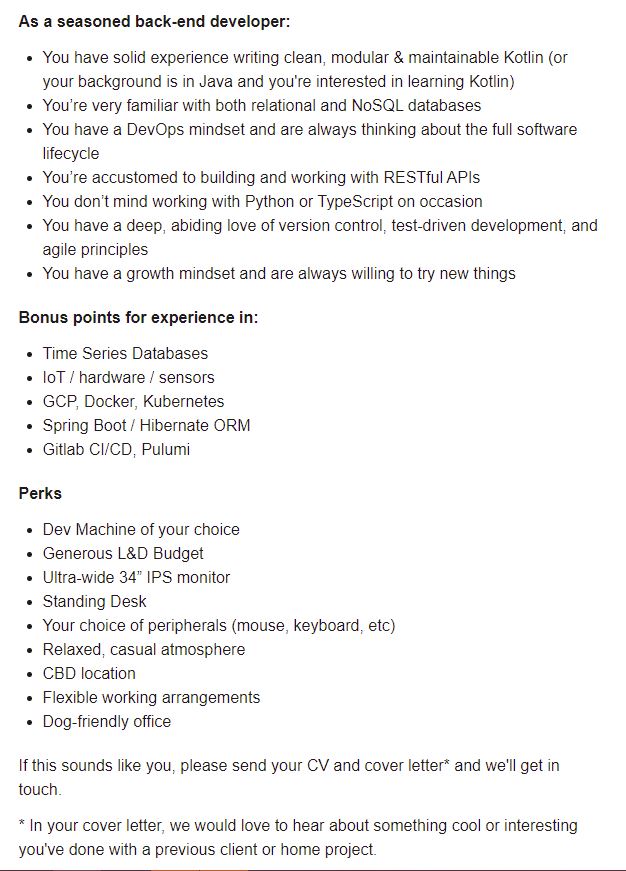 As a seasoned back-end developer:
• You have solid experience writing clean, modular & maintainable Kotlin (or
your background is in Java and you're interested in learning Kotlin)
• You’re very familiar with both relational and NoSQL databases
• You have a DevOps mindset and are always thinking about the full software
lifecycle
• You’re accustomed to building and working with RESTful APIs
• You don’t mind working with Python or TypeScript on occasion
• You have a deep, abiding love of version control, test-driven development, and
agile principles
• You have a growth mindset and are always willing to try new things
Bonus points for experience in:
• Time Series Databases
• IoT / hardware / sensors
• GCP, Docker, Kubernetes
• Spring Boot / Hibernate ORM
• Gitlab CI/CD, Pulumi
Perks
• Dev Machine of your choice
• Generous L&D Budget
• Ultra-wide 34” IPS monitor
• Standing Desk
• Your choice of peripherals (mouse, keyboard, etc)
• Relaxed, casual atmosphere
• CBD location
• Flexible working arrangements
• Dog-friendly office
If this sounds like you, please send your CV and cover letter* and we'll get in
touch.
* In your cover letter, we would love to hear about something cool or interesting
you've done with a previous client or home project.